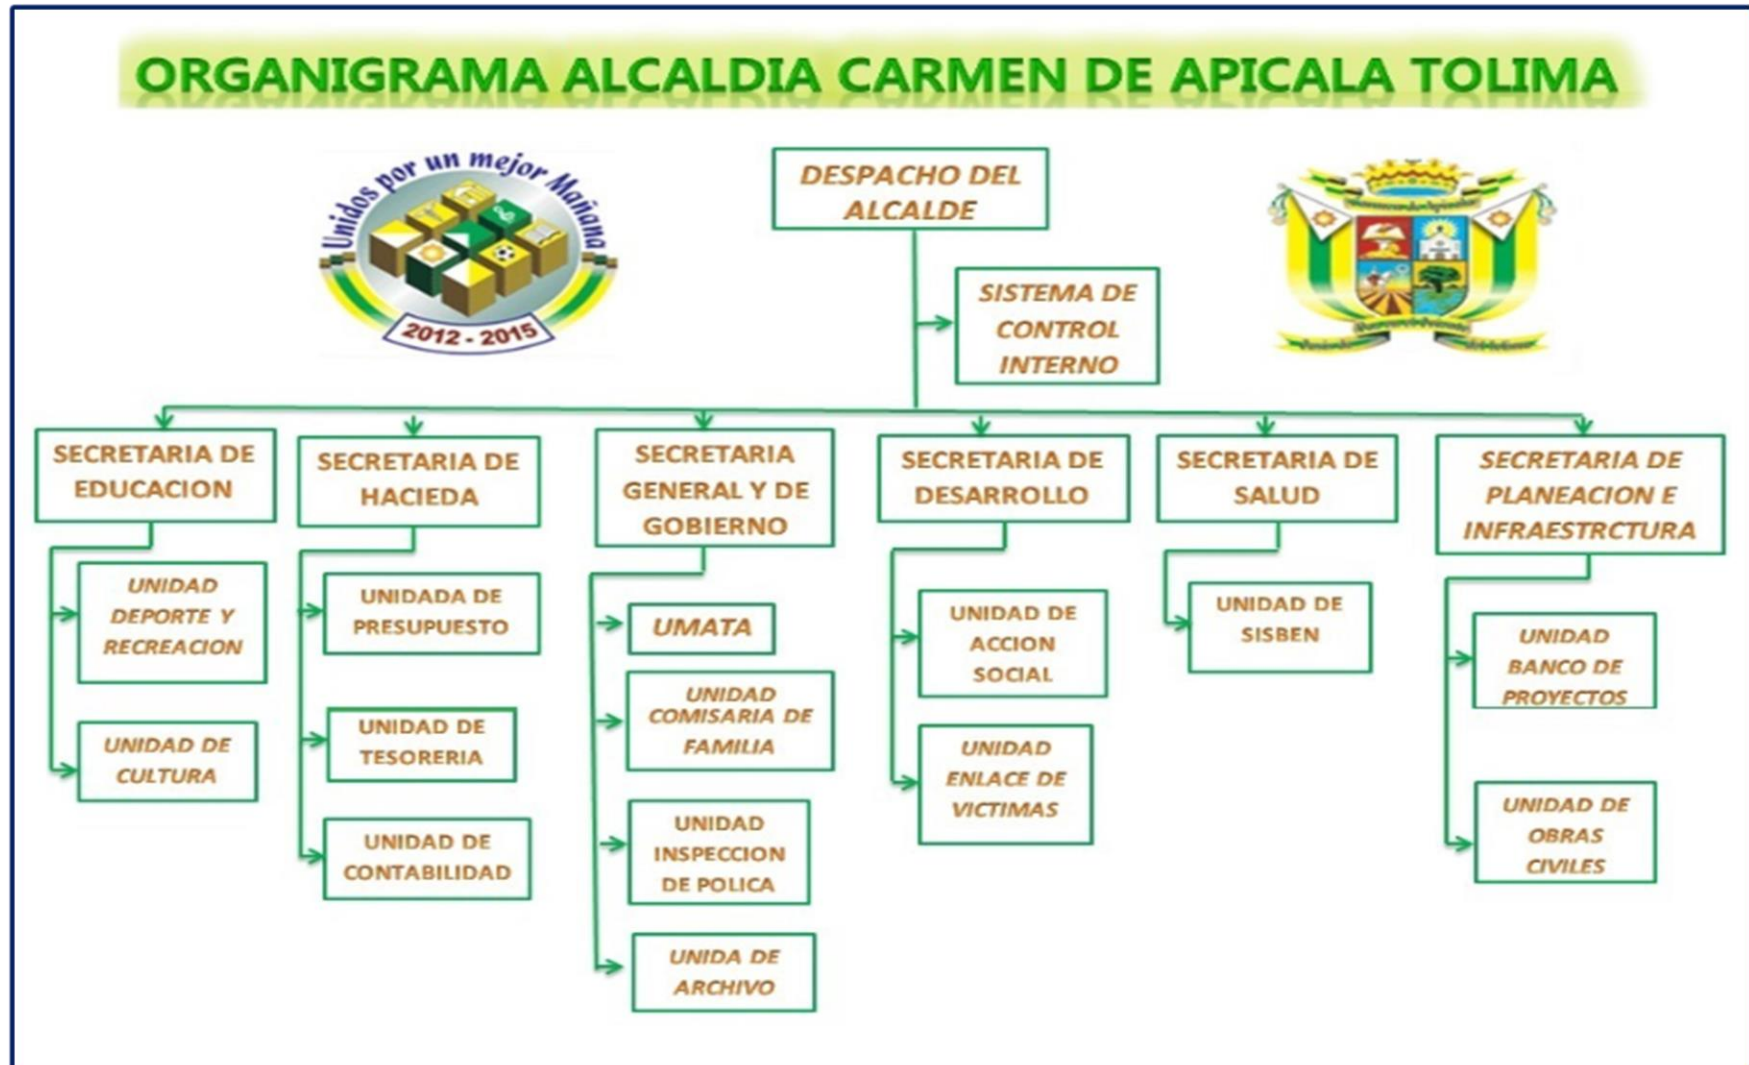 ORGANIGRAMA ALCALDIA CARMEN DE APICALA TOLIMA
Unidos por un mejor Mañana
2012 - 2015
DESPACHO DEL
ALCALDE
SISTEMA DE
CONTROL
INTERNO
SECRETARIA DE
EDUCACION
UNIDAD
DEPORTE Y
RECREACION
UNIDAD DE
CULTURA
SECRETARIA DE
HACIEDA
UNIDADA DE
PRESUPUESTO
UNIDAD DE
TESORERIA
UNIDAD DE
CONTABILIDAD
SECRETARIA
GENERAL Y DE
GOBIERNO
UMATA
UNIDAD
COMISARIA DE
FAMILIA
UNIDAD
INSPECCION
DE POLICA
UNIDA DE
ARCHIVO
SECRETARIA DE
DESARROLLO
UNIDAD DE
ACCION
SOCIAL
UNIDAD
ENLACE DE
VICTIMAS
SECRETARIA DE
SALUD
UNIDAD DE
SISBEN
SECRETARIA DE
PLANEACION E
INFRAESTRCTURA
UNIDAD
BANCO DE
PROYECTOS
UNIDAD DE
OBRAS
CIVILES